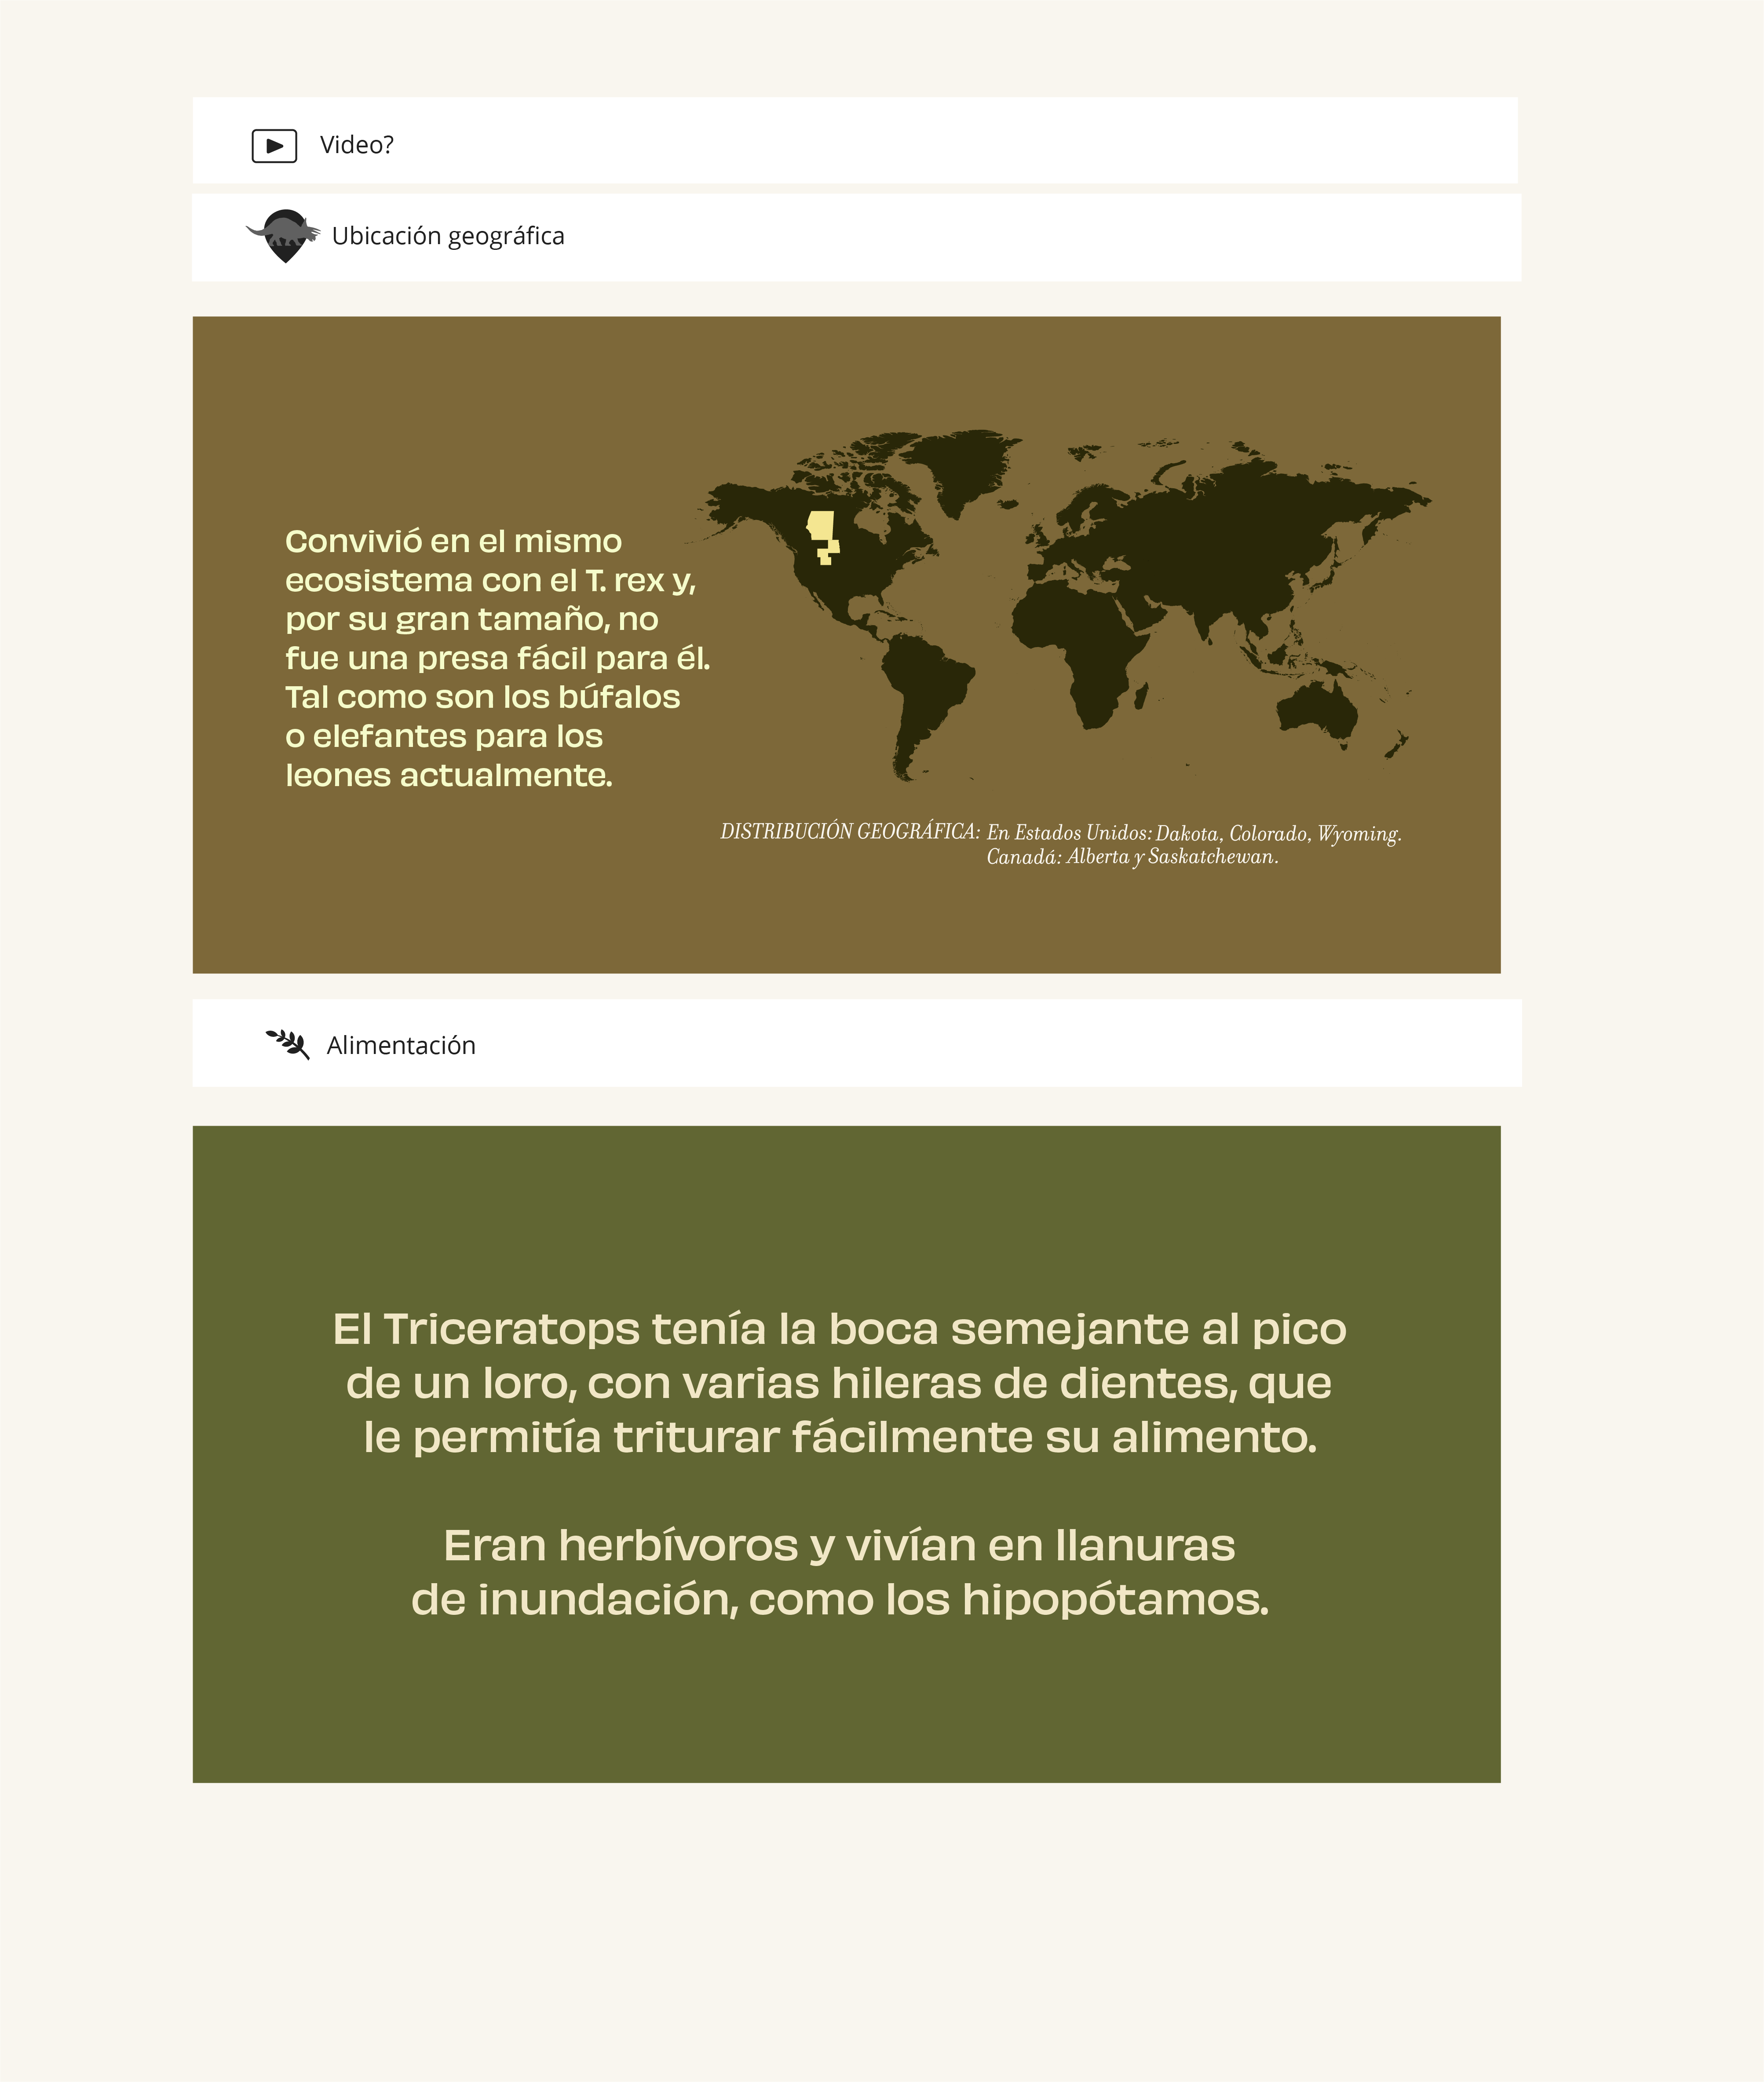 Video?
Ubicación geográfica
Convivió en el mismo
ecosistema con el T. rex y,
por su gran tamaño, no
fue una presa fácil para él.
Tal como son los búfalos
o elefantes para los
leones actualmente.
DISTRIBUCIÓN GEOGRÁFICA: En Estados Unidos: Dakota, Colorado, Wyoming.
Canadá: Alberta y Saskatchewan.
Alimentación
El Triceratops tenía la boca semejante al pico
de un loro, con varias hileras de dientes, que
le permitía triturar fácilmente su alimento.
Eran herbívoros y vivían en llanuras
de inundación, como los hipopótamos.